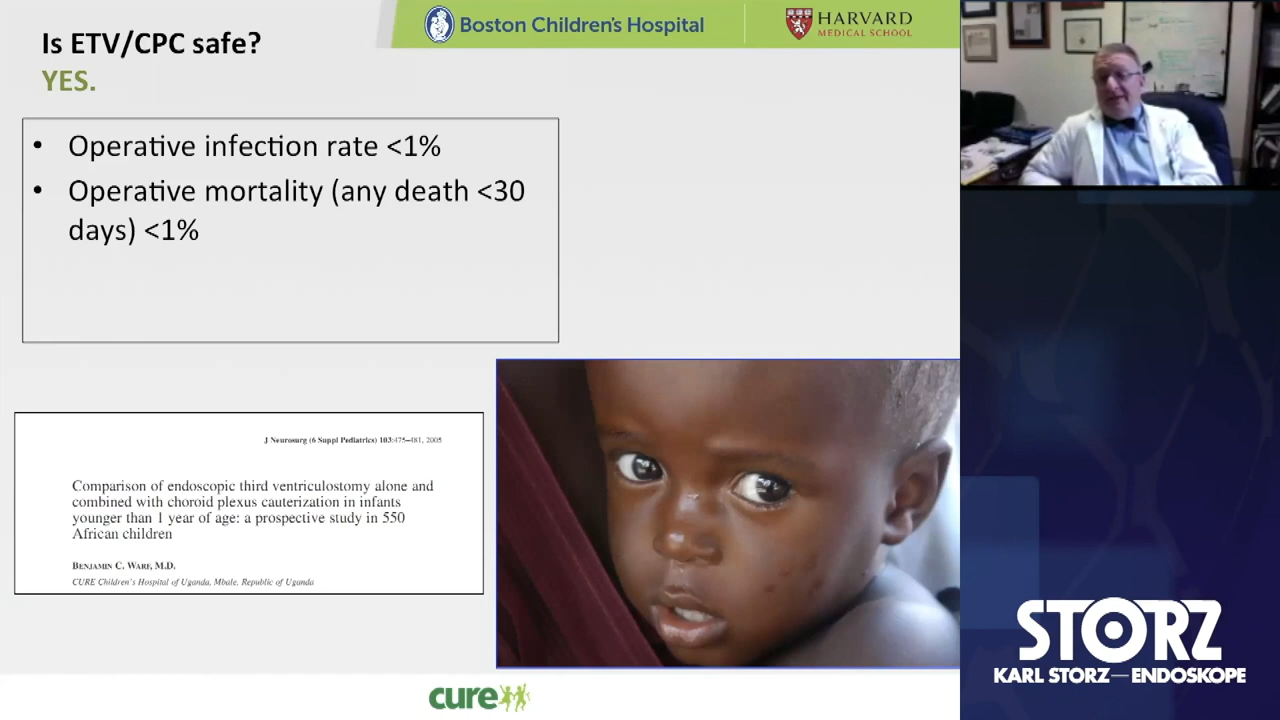 Is ETV/CPC safe?
YES.
Boston Children's Hospital
HARVARD
MEDICAL SCHOOL
• Operative infection rate <1%
• Operative mortality (any death <30
days) <1%
J Neurosurg (6 Suppl Pediatrics) 103:475–481, 2005
Comparison of endoscopic third ventriculostomy alone and
combined with choroid plexus cauterization in infants
younger than 1 year of age: a prospective study in 550
African children
BENJAMIN C. WARF, M.D.
CURE Children's Hospital of Uganda, Mbale, Republic of Uganda
cure
STORZ
KARL STORZ—ENDOSKOPE